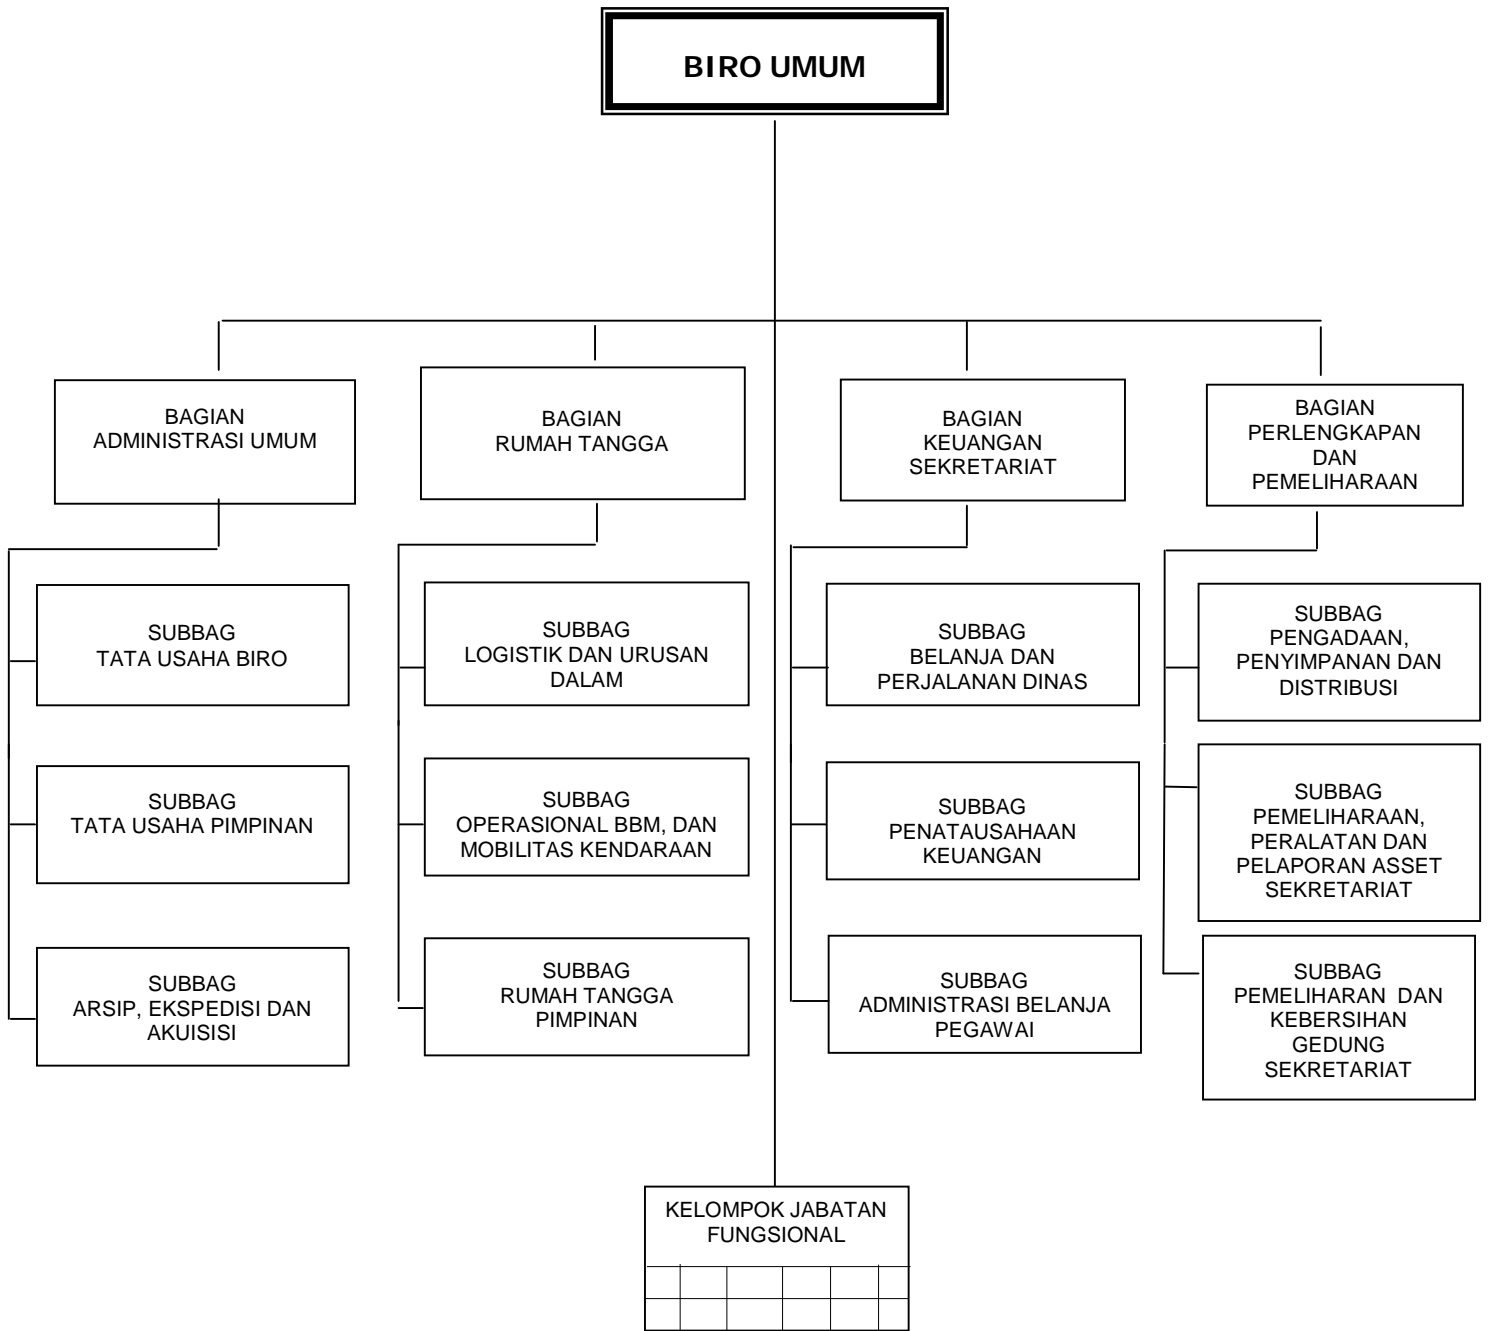 BIRO UMUM
BAGIAN
ADMINISTRASI UMUM
BAGIAN
RUMAH TANGGA
BAGIAN
KEUANGAN
SEKRETARIAT
BAGIAN
PERLENGKAPAN
DAN
PEMELIHARAAN
SUBBAG
TATA USAHA BIRO
SUBBAG
LOGISTIK DAN URUSAN
DALAM
SUBBAG
BELANJA DAN
PERJALANAN DINAS
SUBBAG
PENGADAAN,
PENYIMPANAN DAN
DISTRIBUSI
SUBBAG
TATA USAHA PIMPINAN
SUBBAG
OPERASIONAL BBM, DAN
MOBILITAS KENDARAAN
SUBBAG
PENATAUSAHAAN
KEUANGAN
SUBBAG
PEMELIHARAAN,
PERALATAN DAN
PELAPORAN ASSET
SEKRETARIAT
SUBBAG
ARSIP, EKSPEDISI DAN
AKUISISI
SUBBAG
RUMAH TANGGA
PIMPINAN
SUBBAG
ADMINISTRASI BELANJA
PEGAWAI
SUBBAG
PEMELIHARAN DAN
KEBERSIHAN
GEDUNG
SEKRETARIAT
KELOMPOK JABATAN
FUNGSIONAL